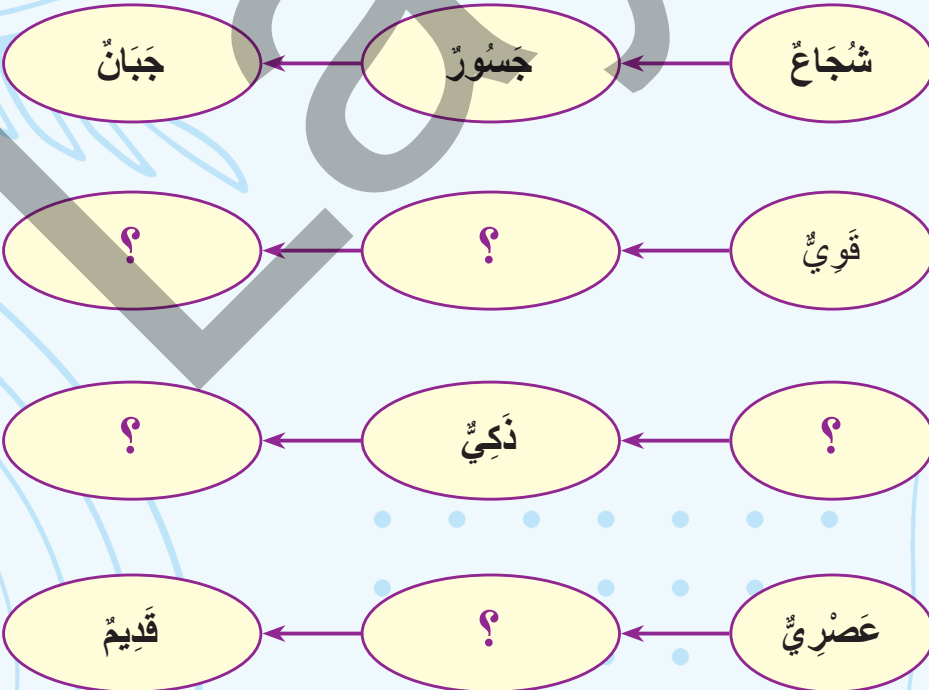 شُجَاعٌ جَسُورٌ جَبَانٌ
قَوِيٌّ ؟ ؟
؟ ذَكِيٌّ ؟
عَصْرِيٌّ ؟ قَدِيمٌ